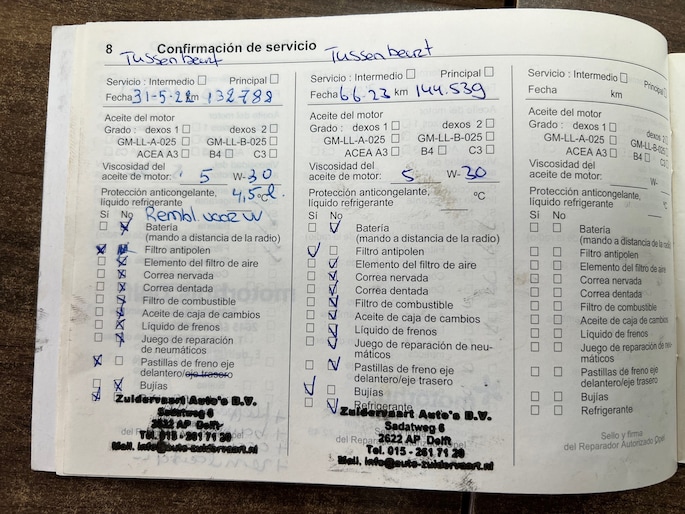 8 Confirmación de servicio
Tussenbeurt
Servicio : Intermedio Principal
Fecha 31-5-22 km 132788
Aceite del motor
Grado : dexos 1 dexos 2
GM-LL-A-025 GM-LL-B-025
ACEA A3 B4 C3
Viscosidad del
aceite de motor: 5 W-30
4,5 l.
Protección anticongelante,
líquido refrigerante °C
Sí No Rembl voor VV
Batería
(mando a distancia de la radio)
Filtro antipolen
Elemento del filtro de aire
Correa nervada
Correa dentada
Filtro de combustible
Aceite de caja de cambios
Líquido de frenos
Juego de reparación
de neumáticos
Pastillas de freno eje
delantero/eje trasero
Bujías
Zuidervaart Auto's B.V.
Sadatweg 6
2622 AP Delft
Tel. 015 - 261 71 20
Mail. info@auto-zuidervaart.nl
Tussenbeurt
Servicio : Intermedio Principal
Fecha 6 6-23 km 144.539
Aceite del motor
Grado : dexos 1 dexos 2
GM-LL-A-025 GM-LL-B-025
ACEA A3 B4 C3
Viscosidad del
aceite de motor: 5 W-30
Protección anticongelante,
líquido refrigerante °C
Sí No
Batería
(mando a distancia de la radio)
Filtro antipolen
Elemento del filtro de aire
Correa nervada
Correa dentada
Filtro de combustible
Aceite de caja de cambios
Líquido de frenos
Juego de reparación de neu-
máticos
Pastillas de freno eje
delantero/eje trasero
Bujías
Refrigerante
Zuidervaart Auto's B.V.
Sadatweg 6
2622 AP Delft
Tel. 015 - 261 71 20
Mail. info@auto-zuidervaart.nl
Servicio : Intermedio Principal
Fecha km
Aceite del motor
Grado : dexos 1 dexos 2
GM-LL-A-025 GM-LL-B-025
ACEA A3 B4 C3
Viscosidad del
aceite de motor: W-
Protección anticongelante,
líquido refrigerante °C
Sí No
Batería
(mando a distancia de la radio)
Filtro antipolen
Elemento del filtro de aire
Correa nervada
Correa dentada
Filtro de combustible
Aceite de caja de cambios
Líquido de frenos
Juego de reparación de neu-
máticos
Pastillas de freno eje
delantero/eje trasero
Bujías
Refrigerante
Sello y firma
del Reparador Autorizado Opel